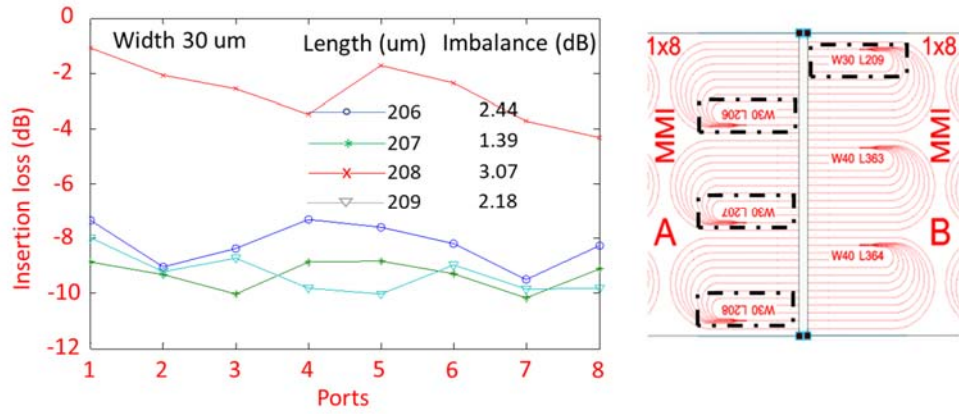 0
-2
-4
-6
-8
-10
-12
Insertion loss (dB)
Width 30 um Length (um) Imbalance (dB)
206 2.44
207 1.39
208 3.07
209 2.18
1 2 3 4 5 6 7 8
Ports
1x8
MMI
A
W30 L206
W30 L207
W30 L208
1x8
W30 L209
MMI
W40 L363
B
W40 L364